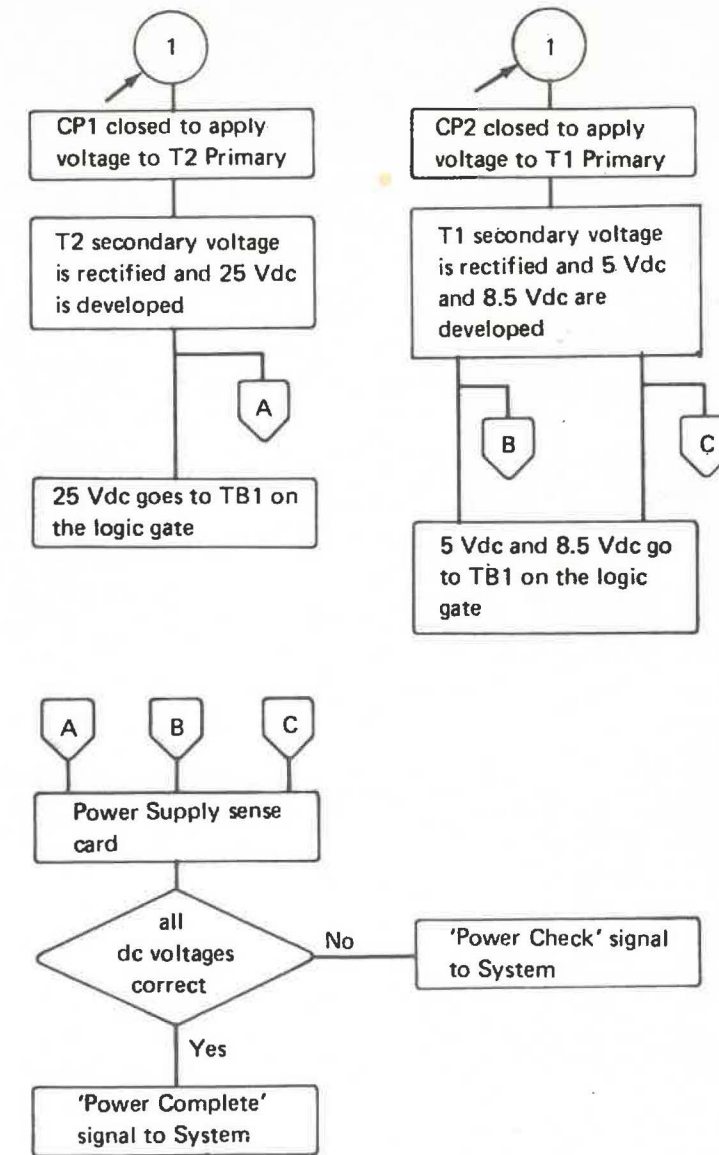 1
CP1 closed to apply
voltage to T2 Primary
T2 secondary voltage
is rectified and 25 Vdc
is developed
A
25 Vdc goes to TB1 on
the logic gate
1
CP2 closed to apply
voltage to T1 Primary
T1 secondary voltage
is rectified and 5 Vdc
and 8.5 Vdc are
developed
B
C
5 Vdc and 8.5 Vdc go
to TB1 on the logic
gate
A
B
C
Power Supply sense
card
all
dc voltages
correct
No
'Power Check' signal
to System
Yes
'Power Complete'
signal to System